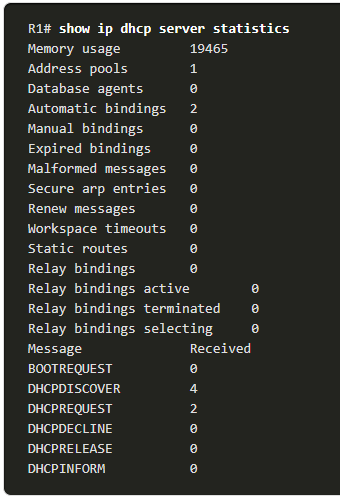 R1# show ip dhcp server statistics
Memory usage 19465
Address pools 1
Database agents 0
Automatic bindings 2
Manual bindings 0
Expired bindings 0
Malformed messages 0
Secure arp entries 0
Renew messages 0
Workspace timeouts 0
Static routes 0
Relay bindings 0
Relay bindings active 0
Relay bindings terminated 0
Relay bindings selecting 0
Message Received
BOOTREQUEST 0
DHCPDISCOVER 4
DHCPREQUEST 2
DHCPDECLINE 0
DHCPRELEASE 0
DHCPINFORM 0